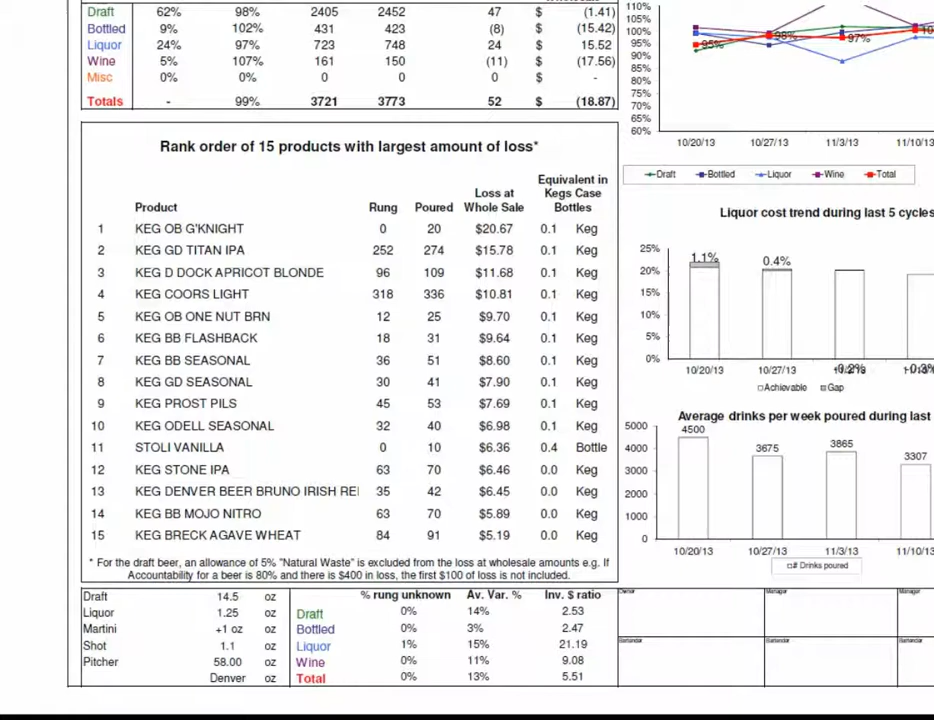 Draft 62% 98% 2405 2452 47 $ (1.41)
Bottled 9% 102% 431 423 (8) $ (15.42)
Liquor 24% 97% 723 748 24 $ 15.52
Wine 5% 107% 161 150 (11) $ (17.56)
Misc 0% 0% 0 0 0 $ -
Totals - 99% 3721 3773 52 $ (18.87)
Rank order of 15 products with largest amount of loss*
Product Rung Poured Loss at Whole Sale Equivalent in Kegs Case Bottles
1 KEG OB G'KNIGHT 0 20 $20.67 0.1 Keg
2 KEG GD TITAN IPA 252 274 $15.78 0.1 Keg
3 KEG D DOCK APRICOT BLONDE 96 109 $11.68 0.1 Keg
4 KEG COORS LIGHT 318 336 $10.81 0.1 Keg
5 KEG OB ONE NUT BRN 12 25 $9.70 0.1 Keg
6 KEG BB FLASHBACK 18 31 $9.64 0.1 Keg
7 KEG BB SEASONAL 36 51 $8.60 0.1 Keg
8 KEG GD SEASONAL 30 41 $7.90 0.1 Keg
9 KEG PROST PILS 45 53 $7.69 0.1 Keg
10 KEG ODELL SEASONAL 32 40 $6.98 0.1 Keg
11 STOLI VANILLA 0 10 $6.36 0.4 Bottle
12 KEG STONE IPA 63 70 $6.46 0.0 Keg
13 KEG DENVER BEER BRUNO IRISH REI 35 42 $6.45 0.0 Keg
14 KEG BB MOJO NITRO 63 70 $5.89 0.0 Keg
15 KEG BRECK AGAVE WHEAT 84 91 $5.19 0.0 Keg
* For the draft beer, an allowance of 5% "Natural Waste" is excluded from the loss at wholesale amounts e.g. If
Accountability for a beer is 80% and there is $400 in loss, the first $100 of loss is not included.
Draft 14.5 oz
Liquor 1.25 oz
Martini +1 oz
Shot 1.1 oz
Pitcher 58.00 oz
Denver oz
% rung unknown Av. Var. % Inv. $ ratio
Draft 0% 14% 2.53
Bottled 0% 3% 2.47
Liquor 1% 15% 21.19
Wine 0% 11% 9.08
Total 0% 13% 5.51
110%
105%
100%
95%
90%
85%
80%
75%
70%
65%
60%
95% 98% 97% 10
10/20/13 10/27/13 11/3/13 11/10/13
Draft Bottled Liquor Wine Total
Liquor cost trend during last 5 cycles
25%
20%
15%
10%
5%
0%
1.1% 0.4% -0.2% -0.3%
10/20/13 10/27/13
Achievable Gap
Average drinks per week poured during last
5000
4000
3000
2000
1000
0
4500 3675 3865 3307
10/20/13 10/27/13 11/3/13 11/10/13
# Drinks poured
Owner Manager Manager
Bartender Bartender Bartender